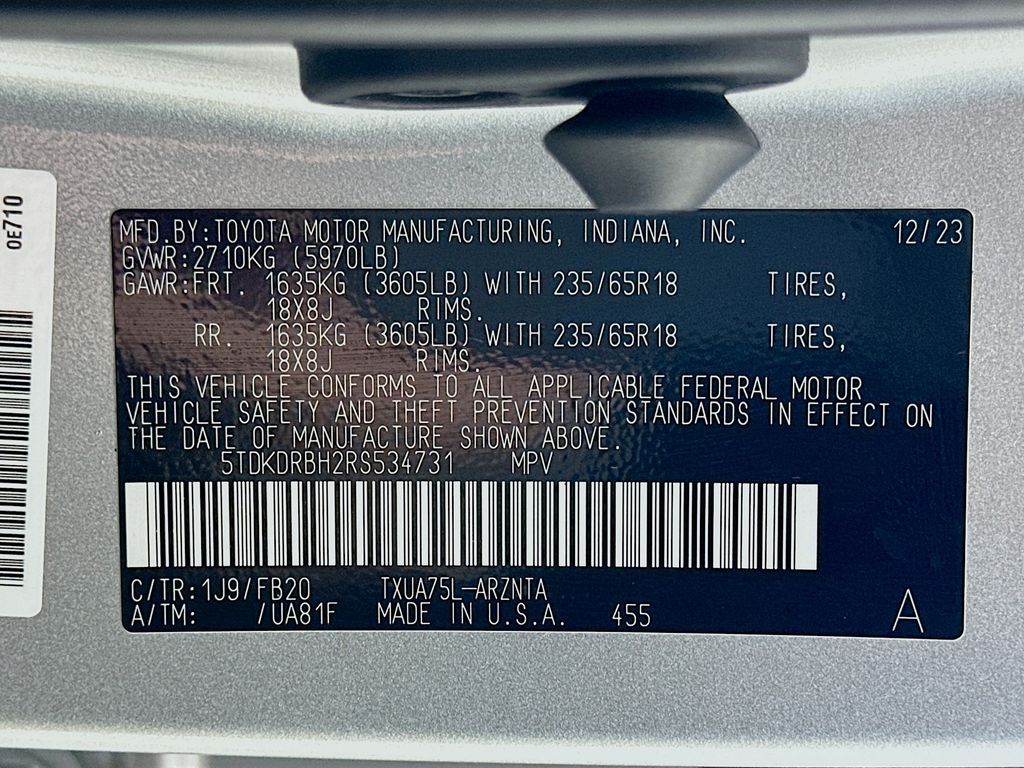 0E710
MFD.BY:TOYOTA MOTOR MANUFACTURING, INDIANA, INC. 12/23
GVWR:2710KG (5970LB)
GAWR:FRT. 1635KG (3605LB) WITH 235/65R18 TIRES,
18X8J RIMS.
RR. 1635KG (3605LB) WITH 235/65R18 TIRES,
18X8J RIMS.
THIS VEHICLE CONFORMS TO ALL APPLICABLE FEDERAL MOTOR
VEHICLE SAFETY AND THEFT PREVENTION STANDARDS IN EFFECT ON
THE DATE OF MANUFACTURE SHOWN ABOVE.
5TDKDRBH2RS534731 MPV
C/TR:1J9/FB20 TXUA75L-ARZNTA
A/TM: /UA81F MADE IN U.S.A. 455 A